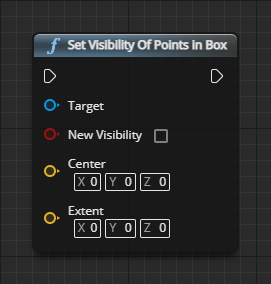 f Set Visibility Of Points in Box
Target
New Visibility
Center
X 0 Y 0 Z 0
Extent
X 0 Y 0 Z 0